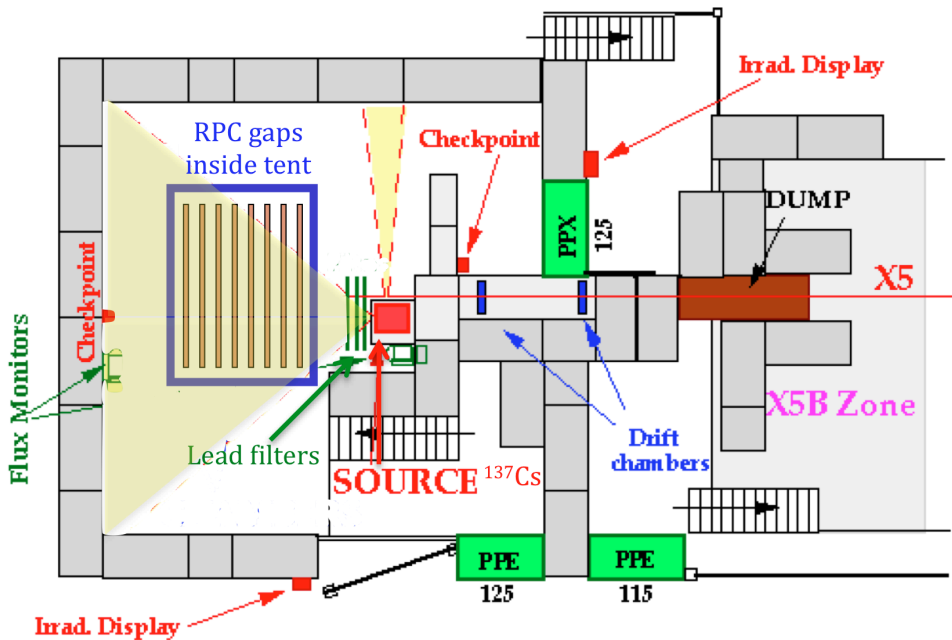 Irrad. Display
RPC gaps
inside tent
Checkpoint
PPX
125
DUMP
X5
Checkpoint
Flux Monitors
X5B Zone
Drift
chambers
Lead filters
SOURCE 137Cs
PPE
125
PPE
115
Irrad. Display